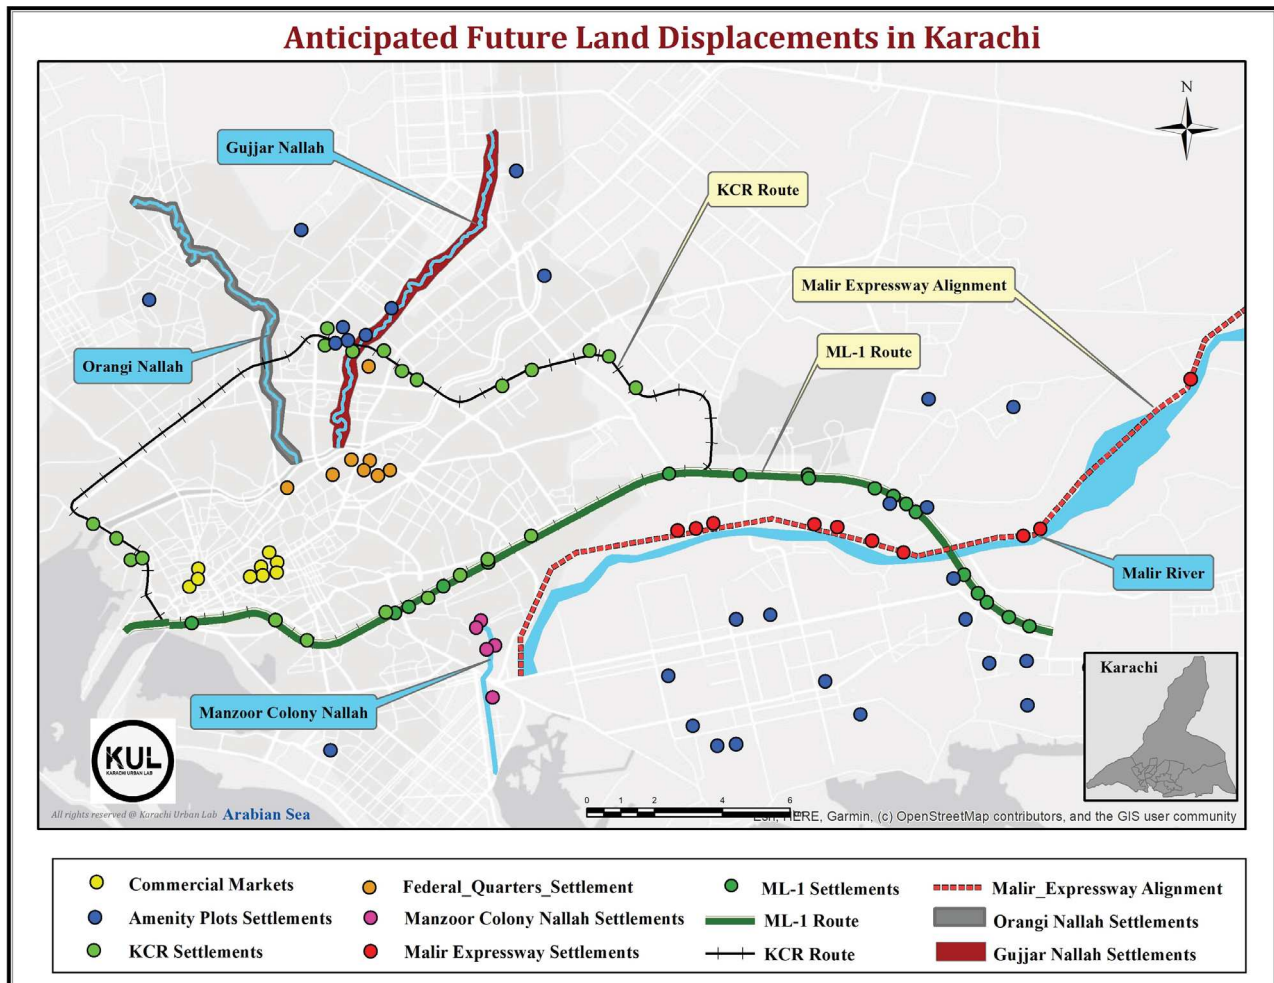 Anticipated Future Land Displacements in Karachi
N
Gujjar Nallah
KCR Route
Malir Expressway Alignment
ML-1 Route
Orangi Nallah
Malir River
Manzoor Colony Nallah
Karachi
KUL
KARACHI URBAN LAB
All rights reserved @ Karachi Urban Lab
Arabian Sea
0 1 2 4 6
Esri, HERE, Garmin, (c) OpenStreetMap contributors, and the GIS user community
Commercial Markets
Federal_Quarters_Settlement
ML-1 Settlements
Malir_Expressway Alignment
Amenity Plots Settlements
Manzoor Colony Nallah Settlements
ML-1 Route
Orangi Nallah Settlements
KCR Settlements
Malir Expressway Settlements
KCR Route
Gujjar Nallah Settlements